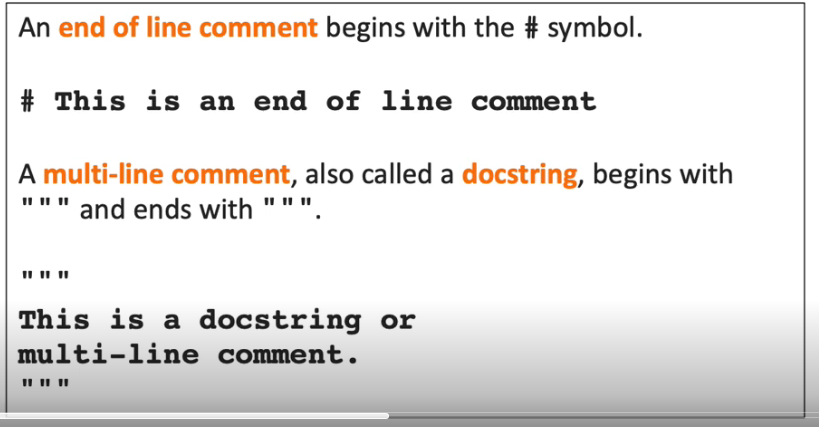 An end of line comment begins with the # symbol.
# This is an end of line comment
A multi-line comment, also called a docstring, begins with
""" and ends with """.
"""
This is a docstring or
multi-line comment.
"""